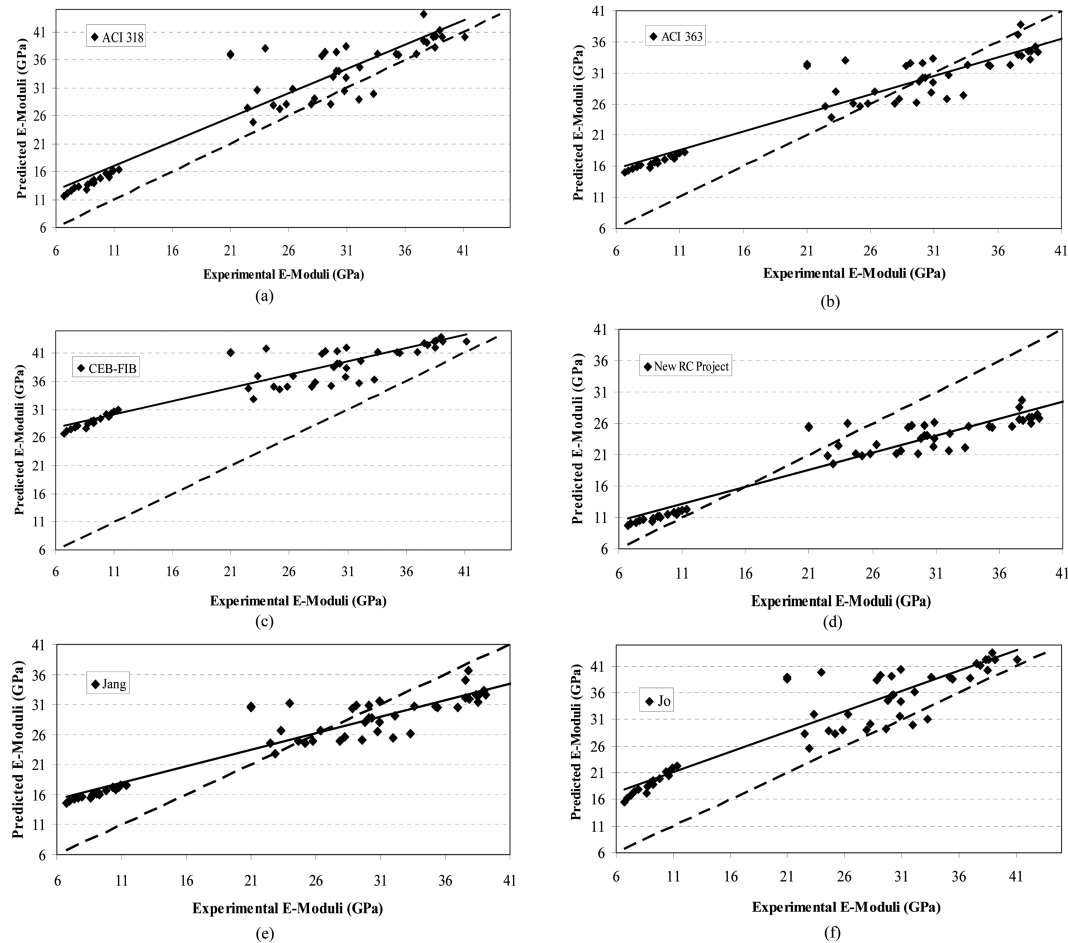 Predicted E-Moduli (GPa)
41
36
31
26
21
16
11
6
ACI 318
6 11 16 21 26 31 36 41
Experimental E-Moduli (GPa)
(a)
Predicted E-Moduli (GPa)
41
36
31
26
21
16
11
6
ACI 363
6 11 16 21 26 31 36 41
Experimental E-Moduli (GPa)
(b)
Predicted E-Moduli (GPa)
41
36
31
26
21
16
11
6
CEB-FIB
6 11 16 21 26 31 36 41
Experimental E-Moduli (GPa)
(c)
Predicted E-Moduli (GPa)
41
36
31
26
21
16
11
6
New RC Project
6 11 16 21 26 31 36 41
Experimental E-Moduli (GPa)
(d)
Predicted E-Moduli (GPa)
41
36
31
26
21
16
11
6
Jang
6 11 16 21 26 31 36 41
Experimental E-Moduli (GPa)
(e)
Predicted E-Moduli (GPa)
41
36
31
26
21
16
11
6
Jo
6 11 16 21 26 31 36 41
Experimental E-Moduli (GPa)
(f)